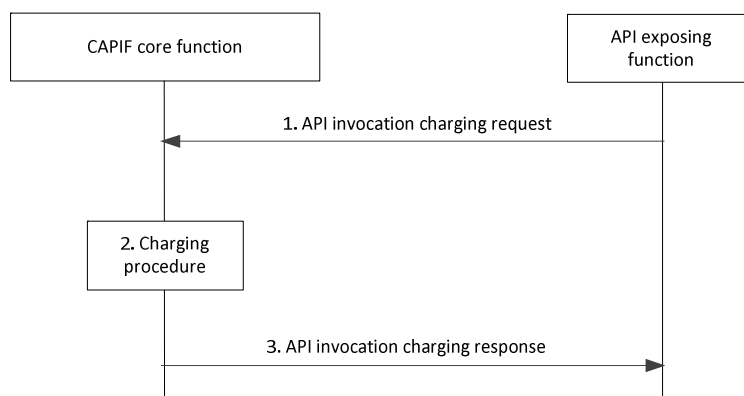 CAPIF core function
API exposing
function
1. API invocation charging request
2. Charging
procedure
3. API invocation charging response